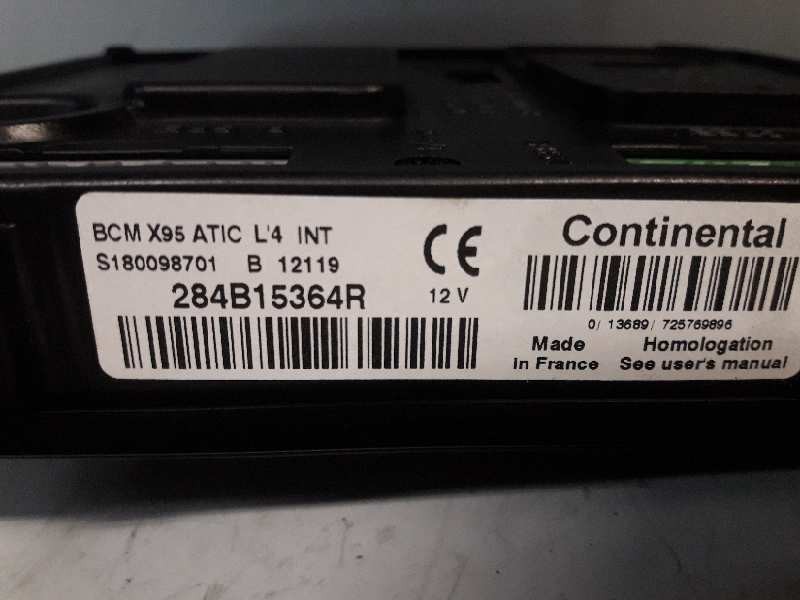 BCM X95 ATIC L'4 INT
S180098701 B 12119
284B15364R
CE
12 V
Continental
0/ 13689/ 725769896
Made
in France
Homologation
See user's manual